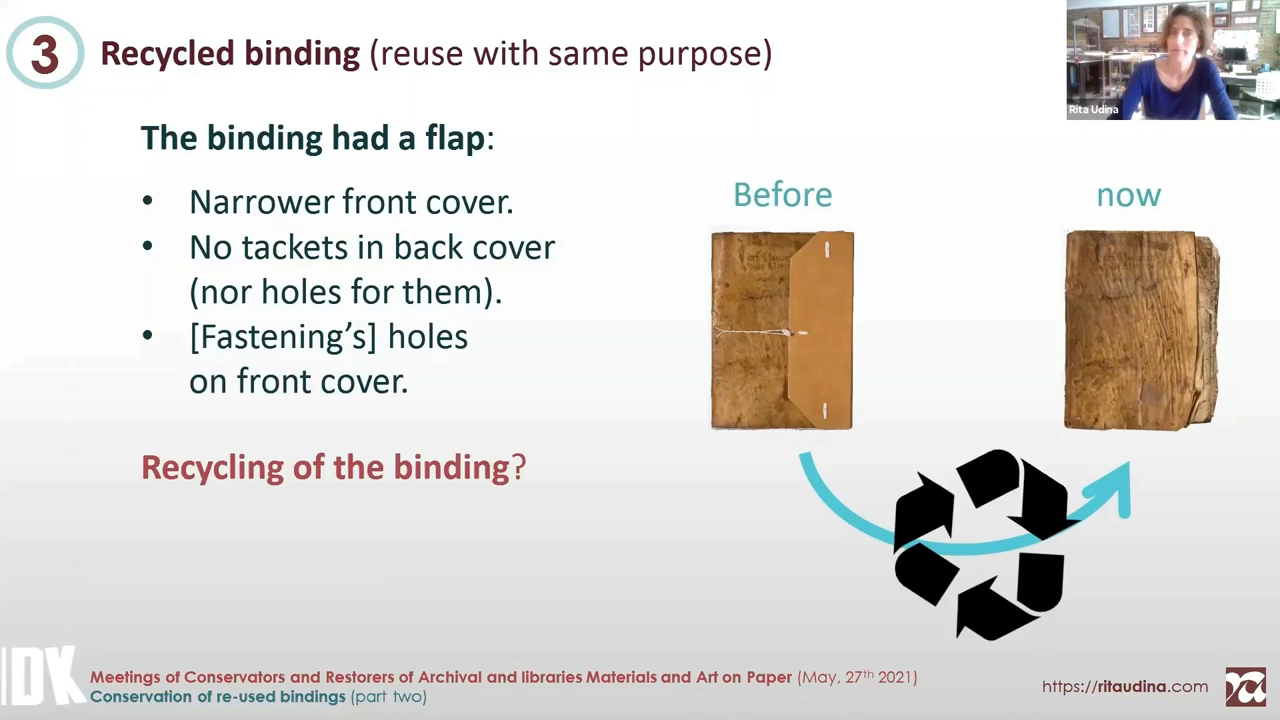 3
Recycled binding (reuse with same purpose)
Rita Udina
The binding had a flap:
• Narrower front cover.
• No tackets in back cover
(nor holes for them).
• [Fastening's] holes
on front cover.
Recycling of the binding?
Before
now
DK
Meetings of Conservators and Restorers of Archival and libraries Materials and Art on Paper (May, 27th 2021)
Conservation of re-used bindings (part two)
https://ritaudina.com